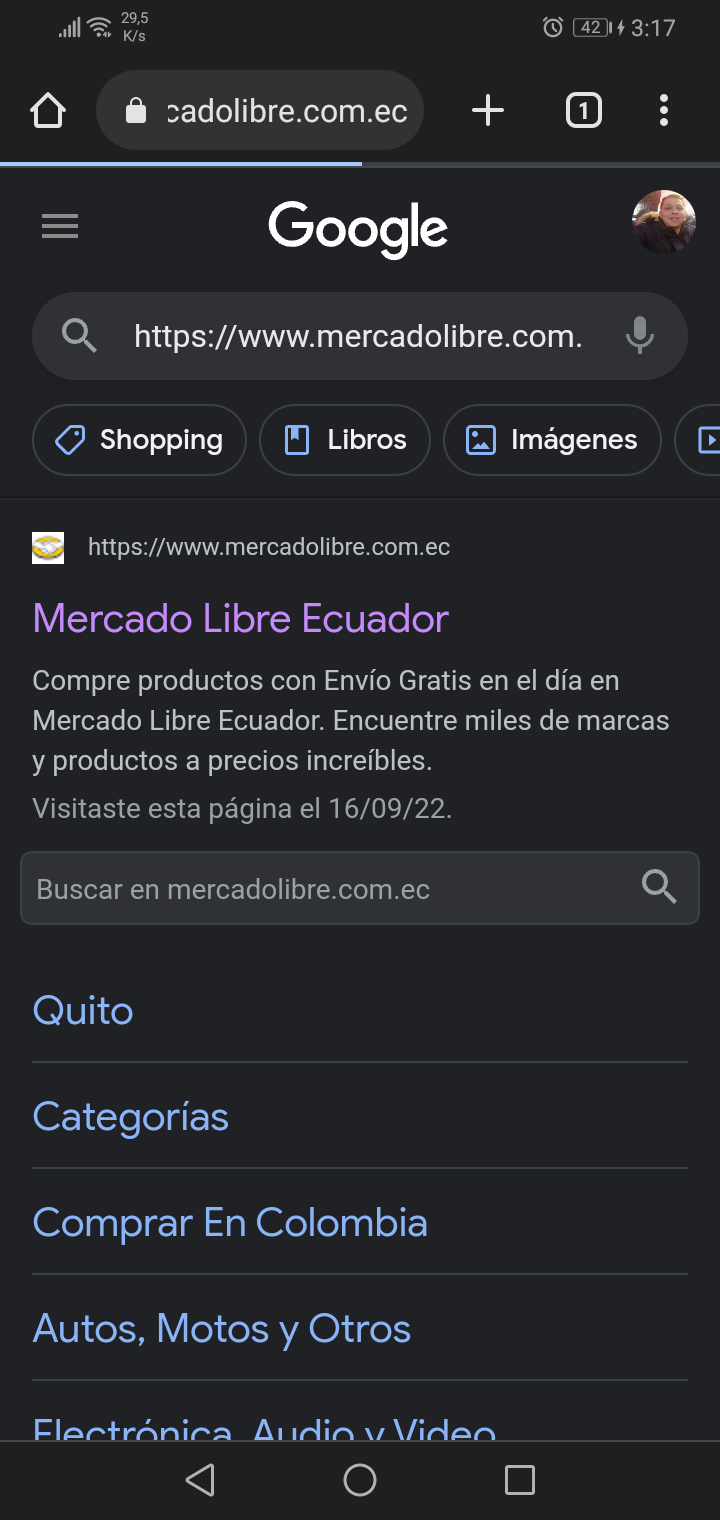 29,5
K/s
42
3:17
cadolibre.com.ec
1
Google
https://www.mercadolibre.com.
Shopping
Libros
Imágenes
https://www.mercadolibre.com.ec
Mercado Libre Ecuador
Compre productos con Envío Gratis en el día en
Mercado Libre Ecuador. Encuentre miles de marcas
y productos a precios increíbles.
Visitaste esta página el 16/09/22.
Buscar en mercadolibre.com.ec
Quito
Categorías
Comprar En Colombia
Autos, Motos y Otros
Electrónica, Audio y Video